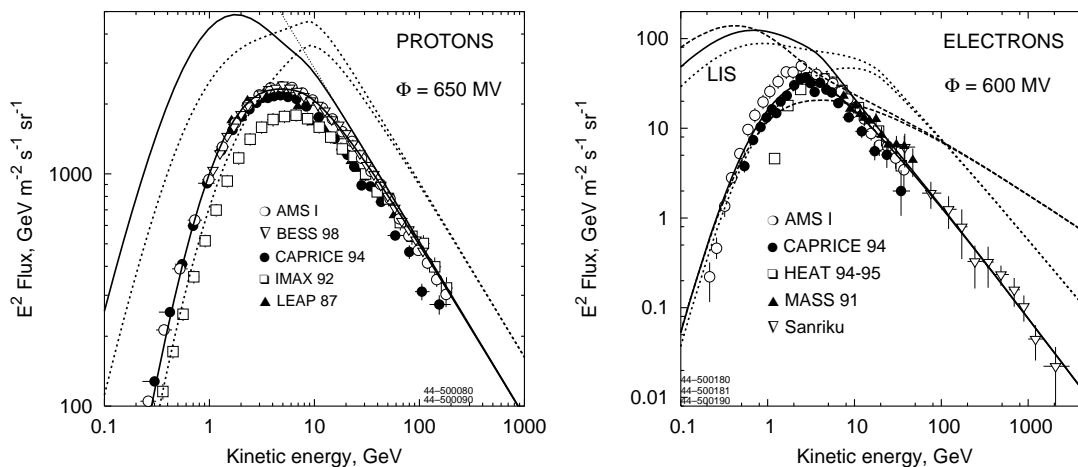 PROTONS
Φ = 650 MV
E² Flux, GeV m⁻² s⁻¹ sr⁻¹
1000
100
AMS I
BESS 98
CAPRICE 94
IMAX 92
LEAP 87
44−500080
44−500090
0.1 1 10 100 1000
Kinetic energy, GeV
ELECTRONS
LIS
Φ = 600 MV
E² Flux, GeV m⁻² s⁻¹ sr⁻¹
100
10
1
0.1
0.01
AMS I
CAPRICE 94
HEAT 94-95
MASS 91
Sanriku
44−500180
44−500181
44−500190
0.1 1 10 100 1000
Kinetic energy, GeV